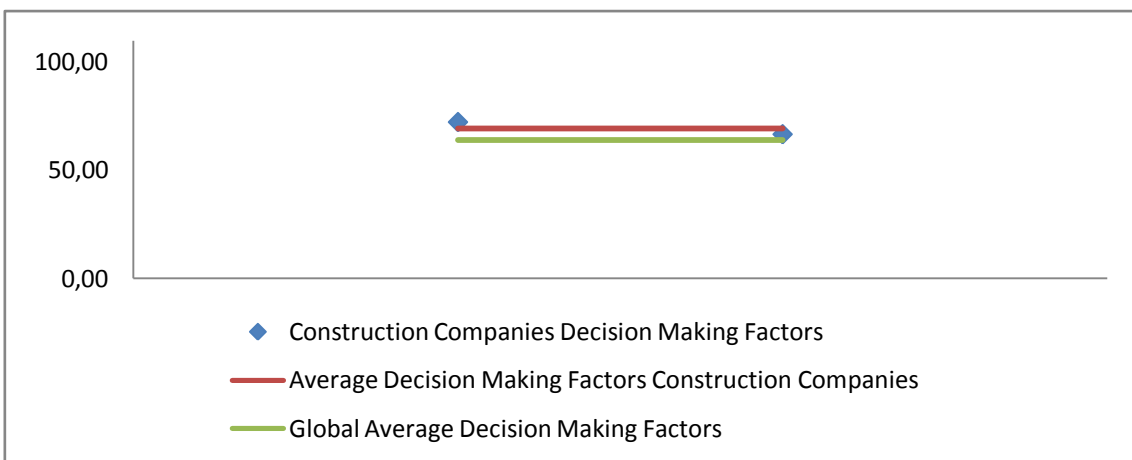 100,00
50,00
0,00
Construction Companies Decision Making Factors
Average Decision Making Factors Construction Companies
Global Average Decision Making Factors